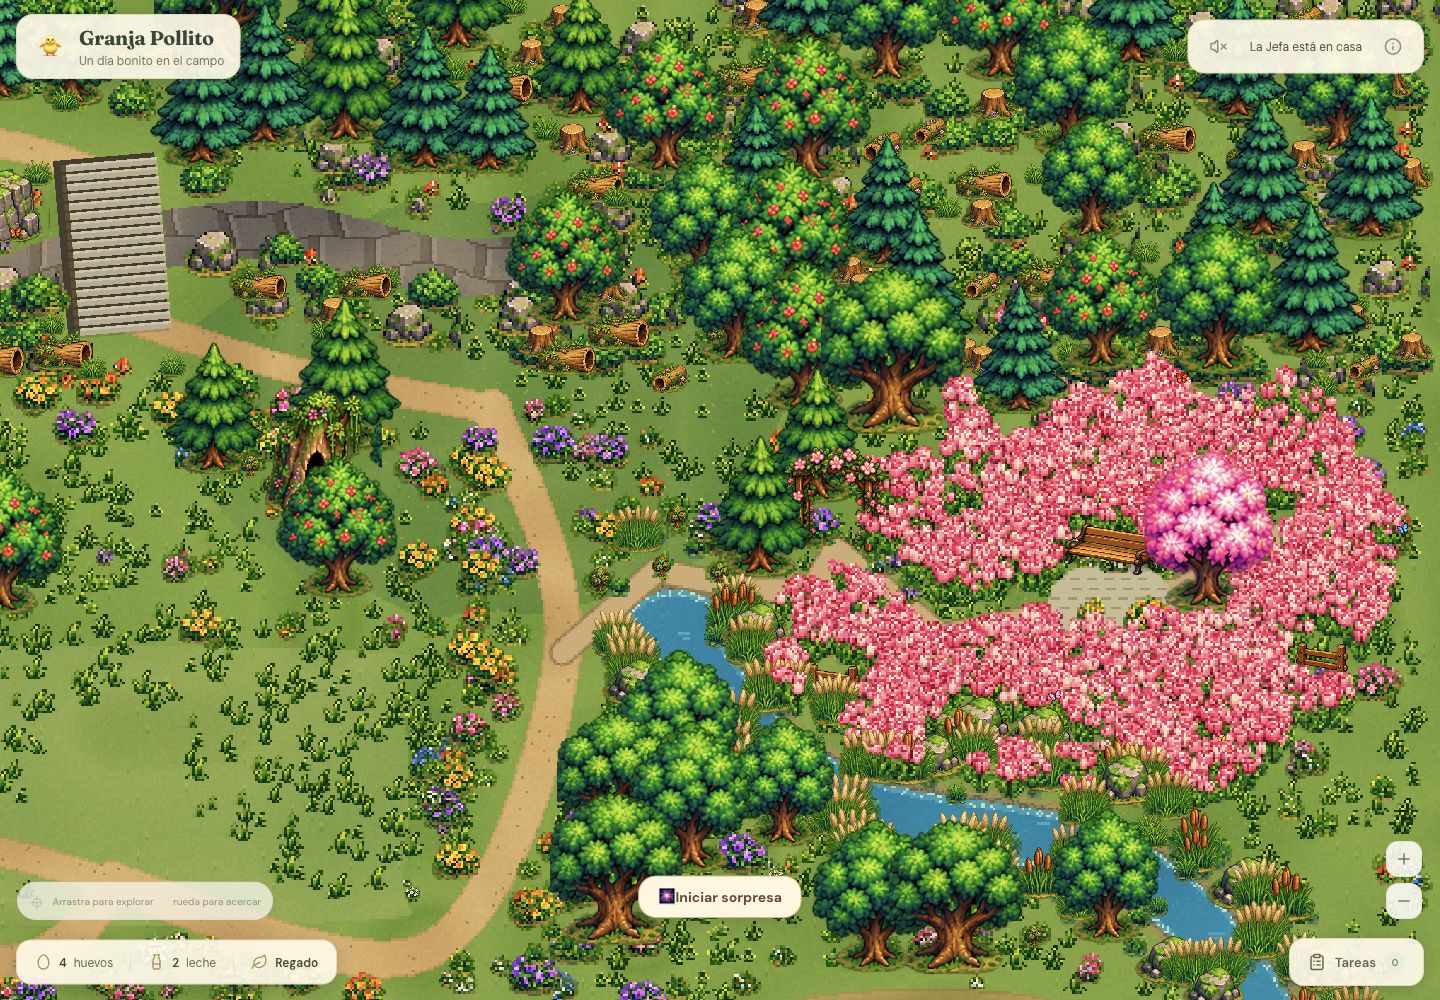 Granja Pollito
Un día bonito en el campo
La Jefa está en casa
Iniciar sorpresa
Arrastra para explorar · rueda para acercar
4 huevos
2 leche
Regado
Tareas 0